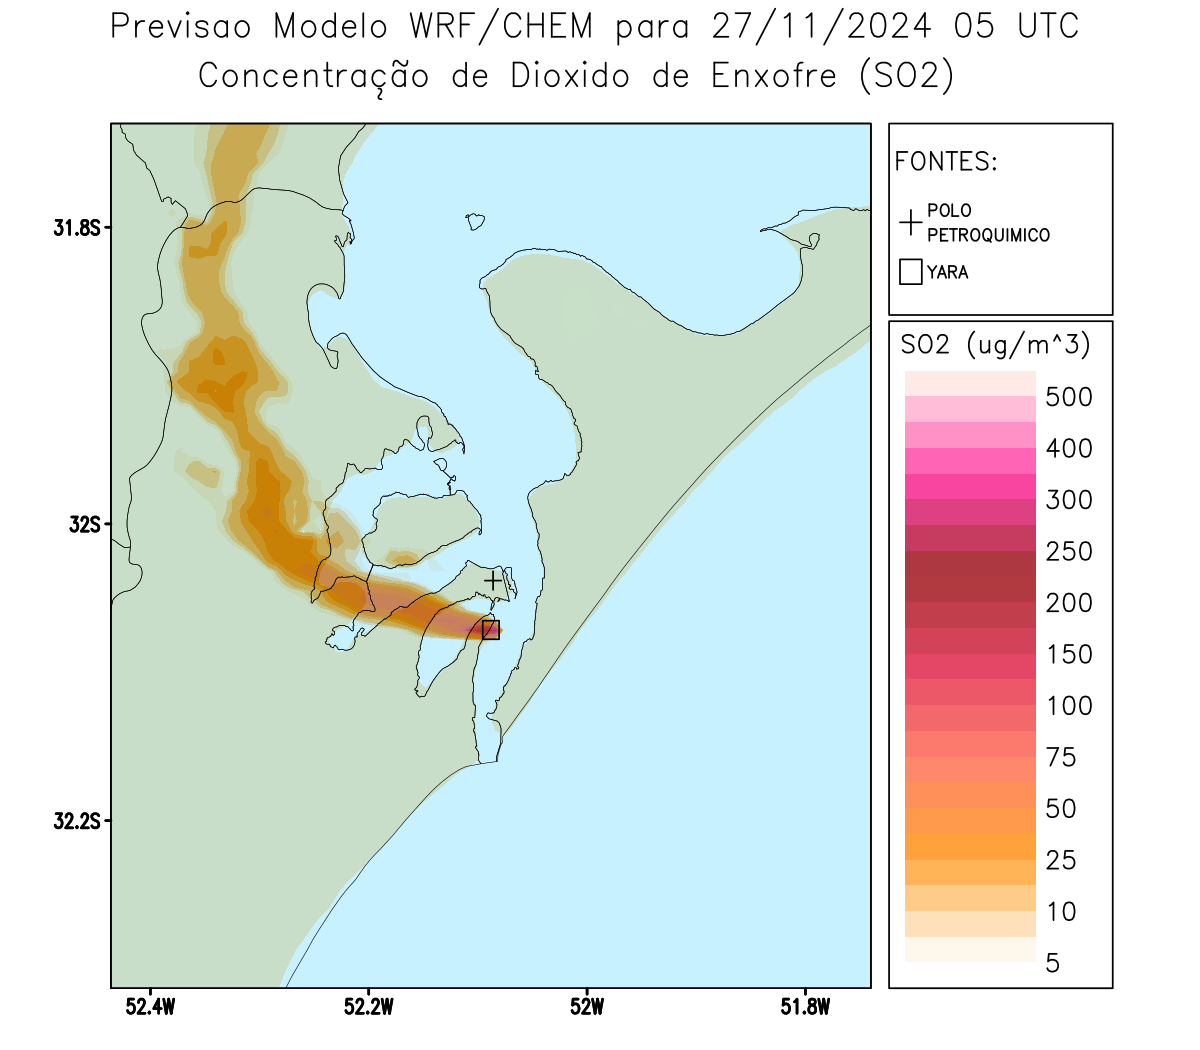 Previsao Modelo WRF/CHEM para 27/11/2024 05 UTC
Concentração de Dioxido de Enxofre (SO2)
FONTES:
POLO
PETROQUIMICO
YARA
SO2 (ug/m^3)
500
400
300
250
200
150
100
75
50
25
10
5
31.8S
32S
32.2S
52.4W
52.2W
52W
51.8W